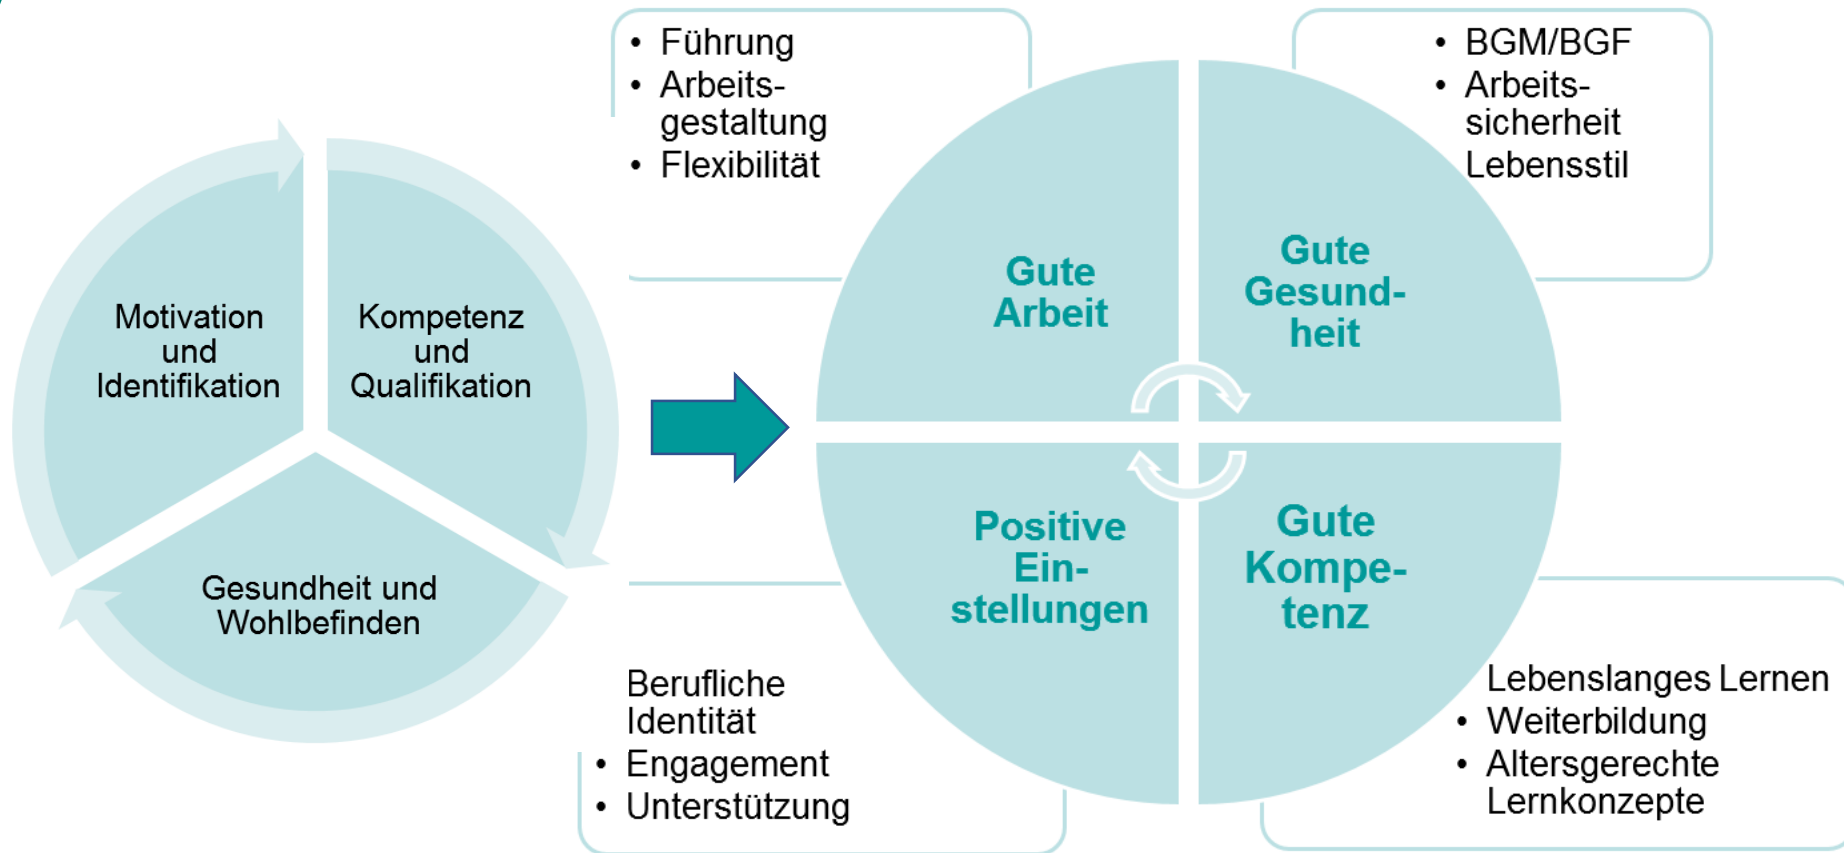 Motivation
und
Identifikation
Kompetenz
und
Qualifikation
Gesundheit und
Wohlbefinden
• Führung
• Arbeits-
gestaltung
• Flexibilität
• BGM/BGF
• Arbeits-
sicherheit
Lebensstil
Gute
Arbeit
Gute
Gesund-
heit
Positive
Ein-
stellungen
Gute
Kompe-
tenz
Berufliche
Identität
• Engagement
• Unterstützung
Lebenslanges Lernen
• Weiterbildung
• Altersgerechte
Lernkonzepte